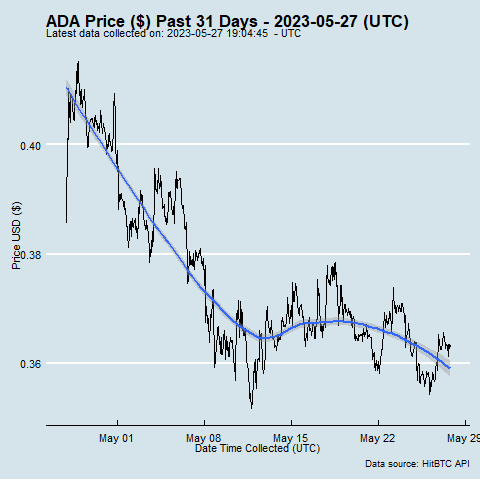 ADA Price ($) Past 31 Days - 2023-05-27 (UTC)
Latest data collected on: 2023-05-27 19:04:45 - UTC
Price USD ($)
0.40
0.38
0.36
May 01 May 08 May 15 May 22 May 29
Date Time Collected (UTC)
Data source: HitBTC API